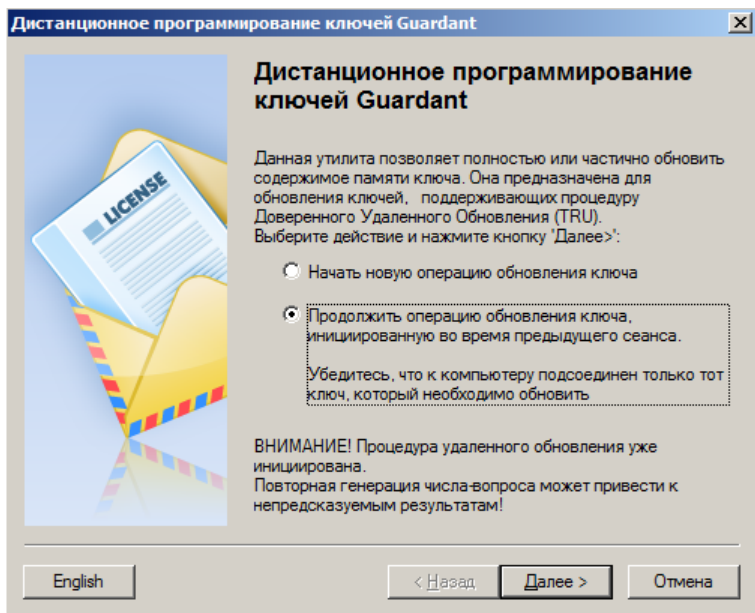 Дистанционное программирование ключей Guardant
Дистанционное программирование
ключей Guardant
LICENSE
Данная утилита позволяет полностью или частично обновить
содержимое памяти ключа. Она предназначена для
обновления ключей, поддерживающих процедуру
Доверенного Удаленного Обновления (TRU).
Выберите действие и нажмите кнопку 'Далее>':
Начать новую операцию обновления ключа
Продолжить операцию обновления ключа,
инициированную во время предыдущего сеанса.
Убедитесь, что к компьютеру подсоединен только тот
ключ, который необходимо обновить
ВНИМАНИЕ! Процедура удаленного обновления уже
инициирована.
Повторная генерация числа-вопроса может привести к
непредсказуемым результатам!
English
< Назад
Далее >
Отмена